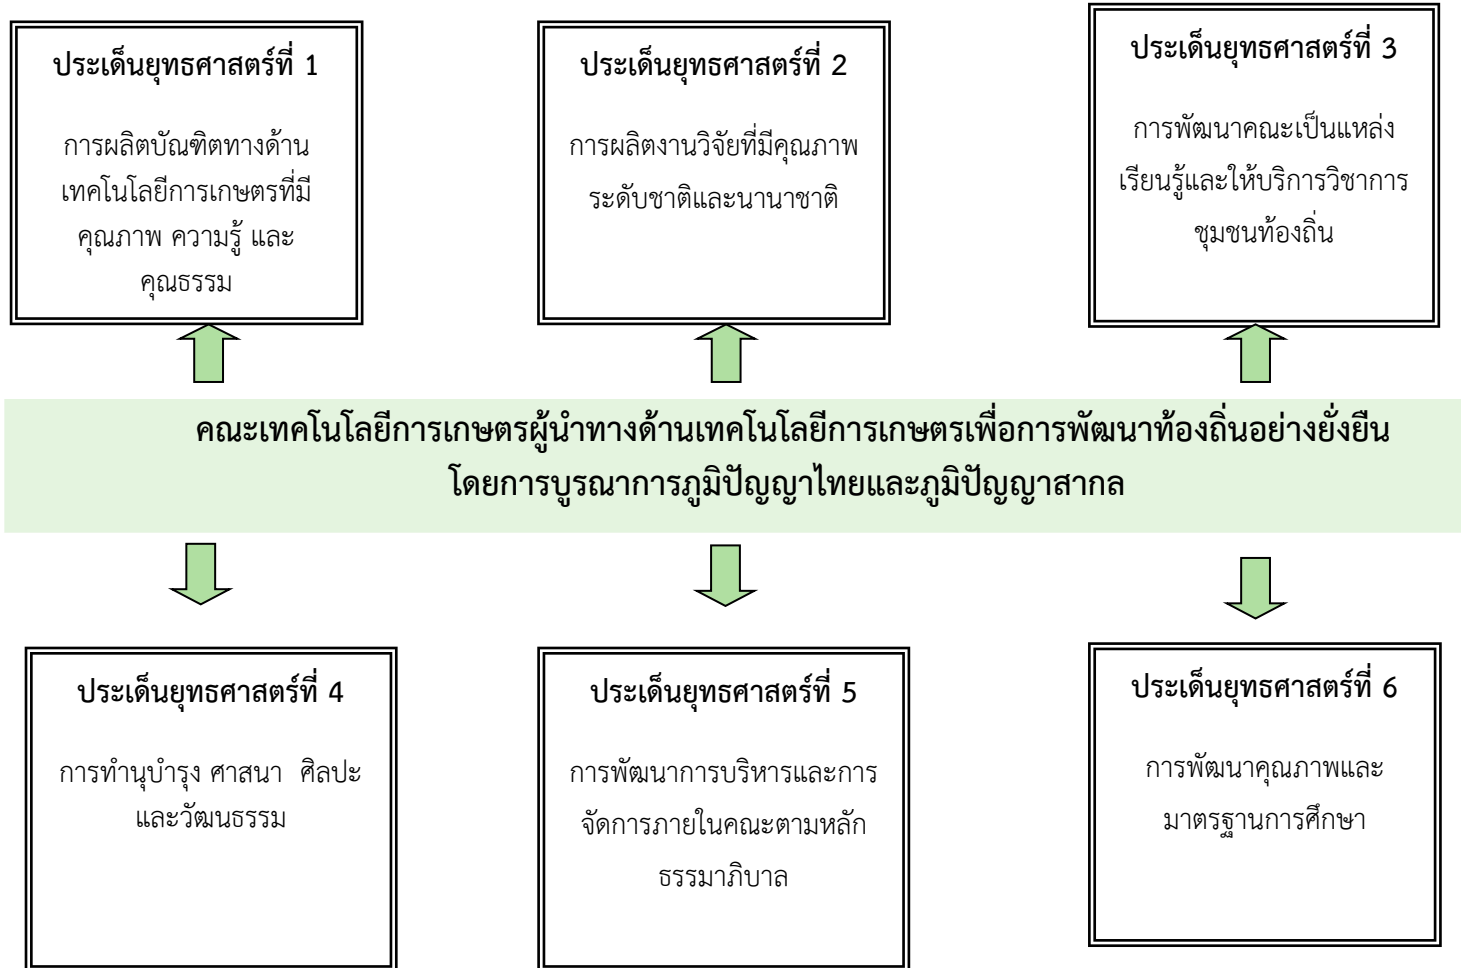 ประเด็นยุทธศาสตร์ที่ 1
การผลิตบัณฑิตทางด้าน
เทคโนโลยีการเกษตรที่มี
คุณภาพ ความรู้ และ
คุณธรรม
ประเด็นยุทธศาสตร์ที่ 2
การผลิตงานวิจัยที่มีคุณภาพ
ระดับชาติและนานาชาติ
ประเด็นยุทธศาสตร์ที่ 3
การพัฒนาคณะเป็นแหล่ง
เรียนรู้และให้บริการวิชาการ
ชุมชนท้องถิ่น
คณะเทคโนโลยีการเกษตรผู้นำทางด้านเทคโนโลยีการเกษตรเพื่อการพัฒนาท้องถิ่นอย่างยั่งยืน
โดยการบูรณาการภูมิปัญญาไทยและภูมิปัญญาสากล
ประเด็นยุทธศาสตร์ที่ 4
การทำนุบำรุง ศาสนา  ศิลปะ
และวัฒนธรรม
ประเด็นยุทธศาสตร์ที่ 5
การพัฒนาการบริหารและการ
จัดการภายในคณะตามหลัก
ธรรมาภิบาล
ประเด็นยุทธศาสตร์ที่ 6
การพัฒนาคุณภาพและ
มาตรฐานการศึกษา